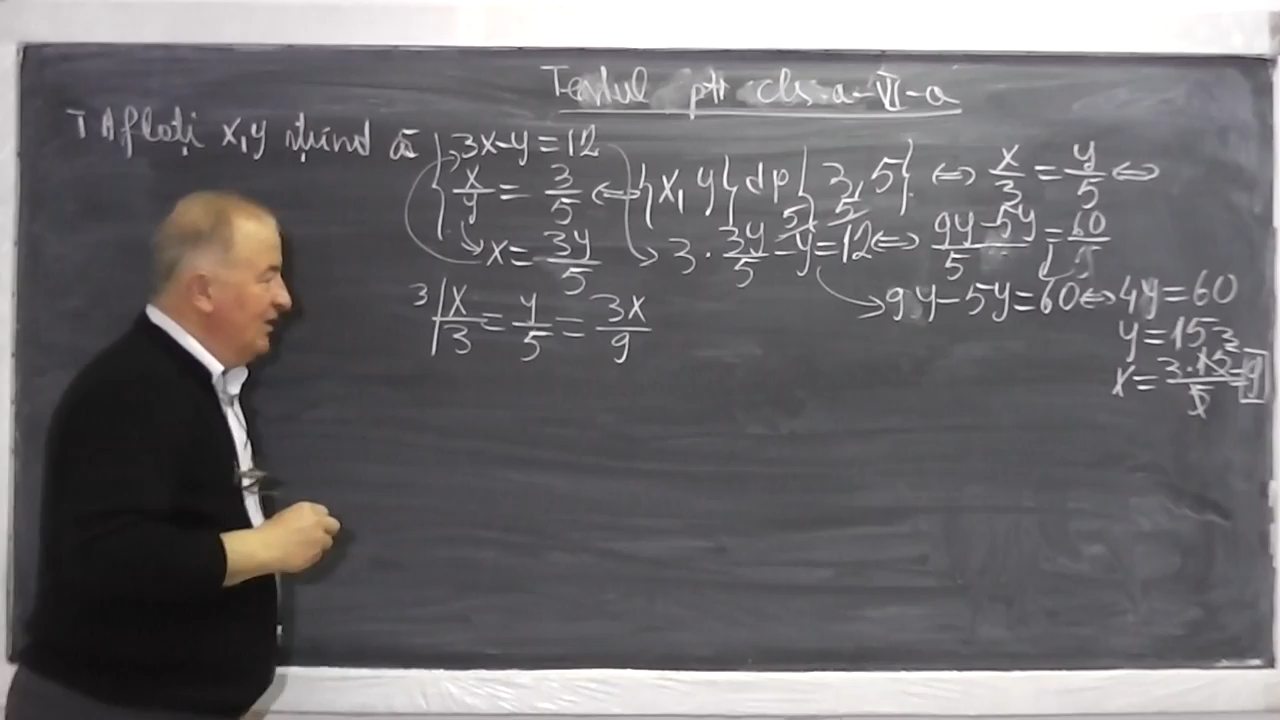 Testul ptr cls.a-VI-a
I Aflați x,y știind că { 3x-y=12
{ x/y = 3/5 ⇔ {x,y} dp {3,5} ⇔ x/3 = y/5 ⇔
x= 3y/5
3 · 3y/5 - y=12 ⇔ 9y-5y/5 = 60/5
9y-5y=60 ⇔ 4y=60
y=15
x= 3·15/5 =9
3/ x/3 = y/5 = 3x/9